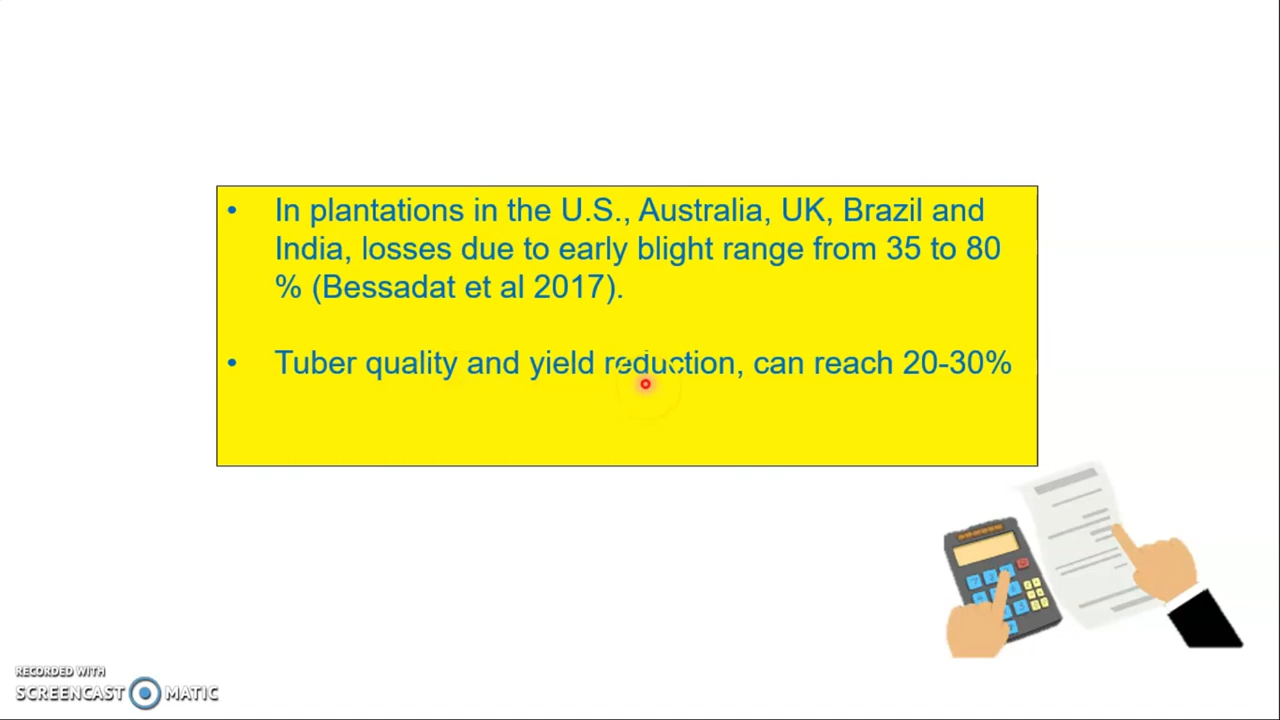 • In plantations in the U.S., Australia, UK, Brazil and
India, losses due to early blight range from 35 to 80
% (Bessadat et al 2017).
• Tuber quality and yield reduction, can reach 20-30%
RECORDED WITH
SCREENCAST MATIC